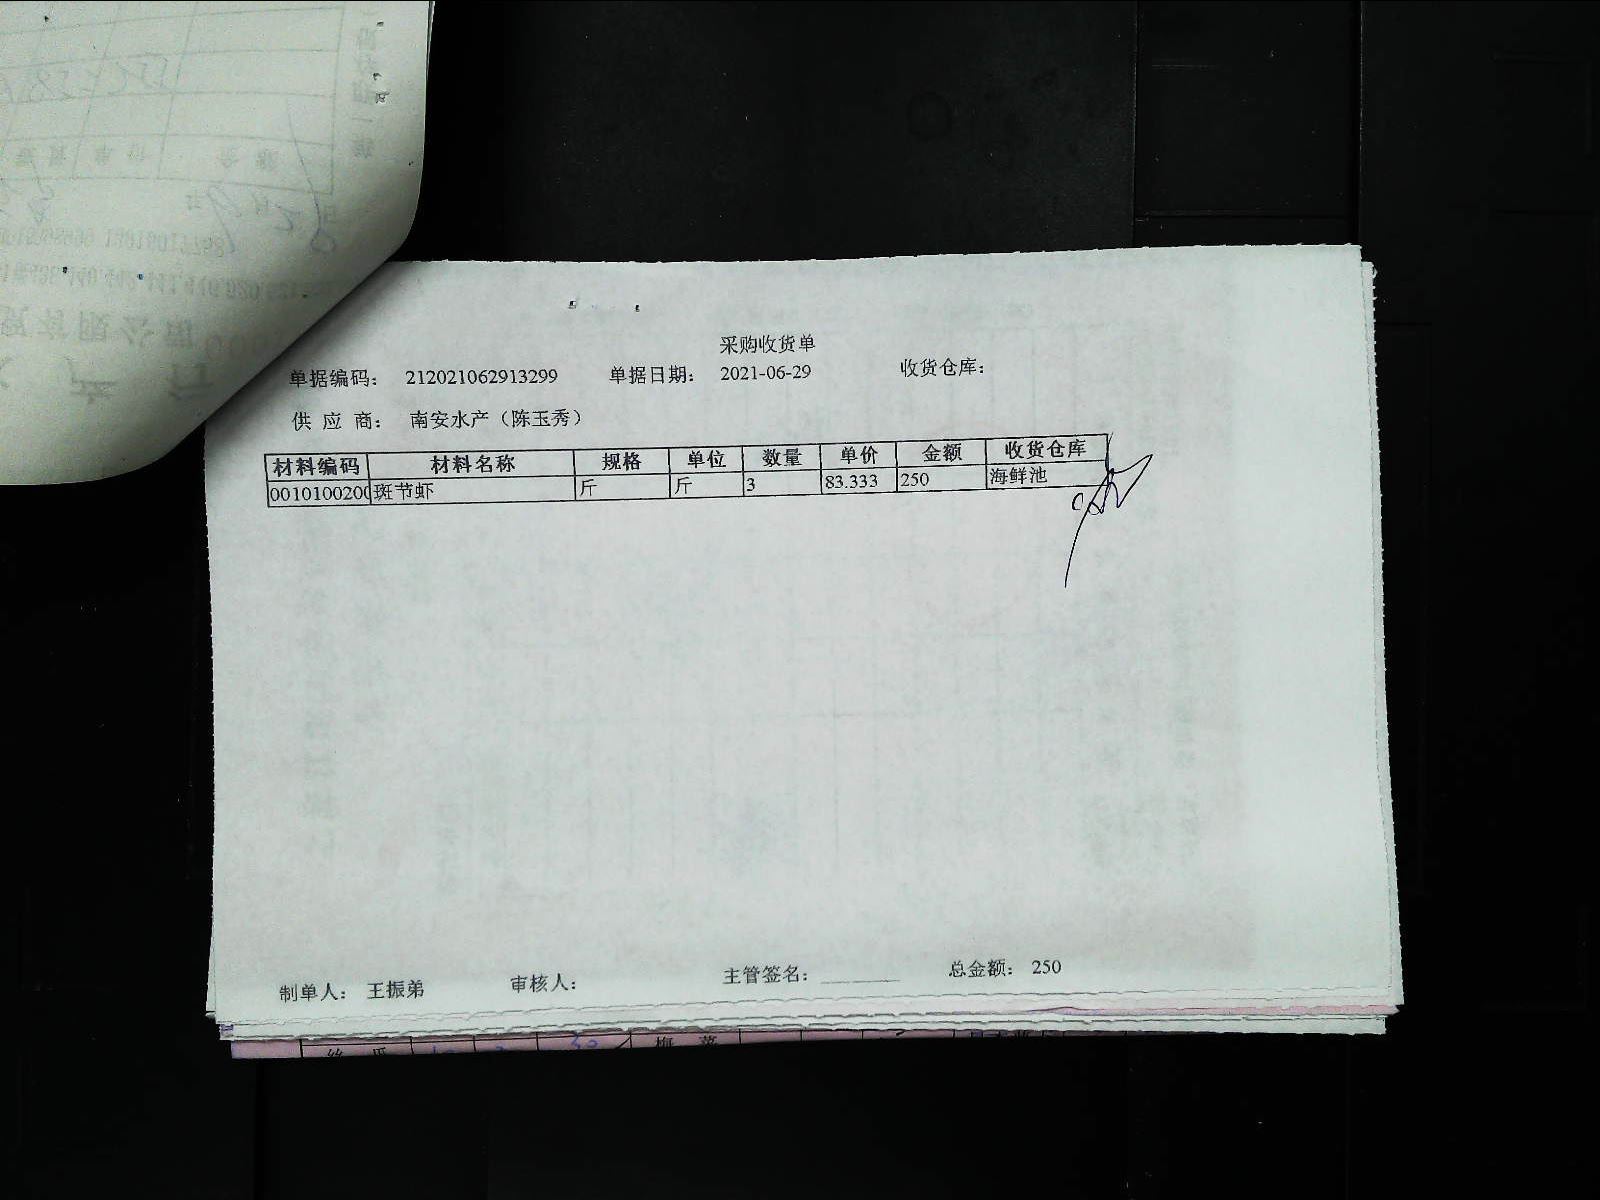 采购收货单
单据编码： 212021062913299 单据日期： 2021-06-29 收货仓库：
供 应 商： 南安水产（陈玉秀）
材料编码 材料名称 规格 单位 数量 单价 金额 收货仓库
0010100200 斑节虾 斤 斤 3 83.333 250 海鲜池
制单人： 王振弟 审核人： 主管签名： 总金额： 250